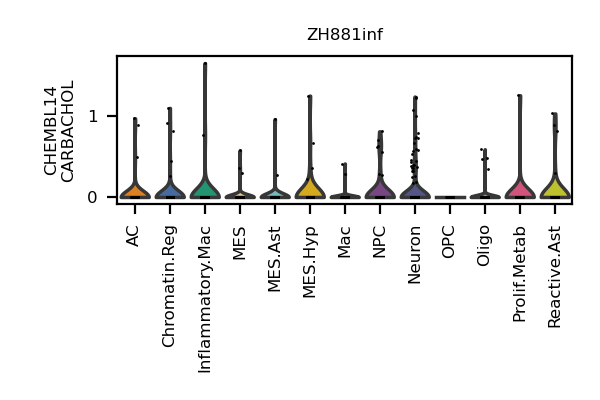 ZH881inf
CHEMBL14
CARBACHOL
1
0
AC
Chromatin.Reg
Inflammatory.Mac
MES
MES.Ast
MES.Hyp
Mac
NPC
Neuron
OPC
Oligo
Prolif.Metab
Reactive.Ast